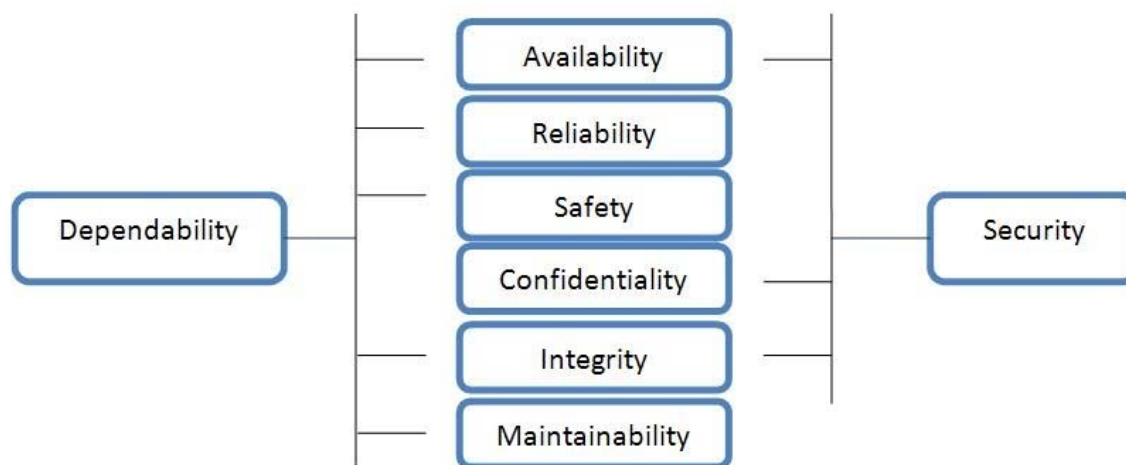 Availability
Reliability
Safety
Dependability
Security
Confidentiality
Integrity
Maintainability